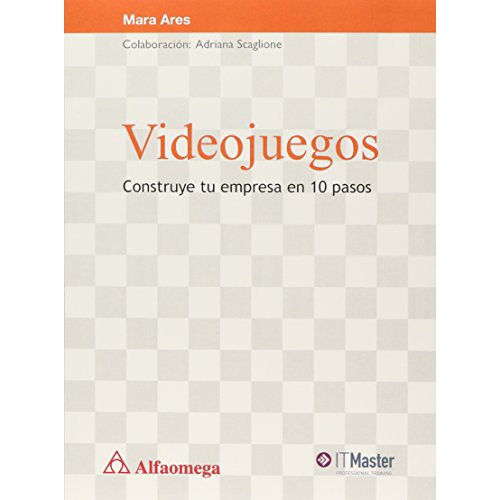 Mara Ares
Colaboración: Adriana Scaglione
Videojuegos
Construye tu empresa en 10 pasos
Alfaomega
ITMaster
PROFESSIONAL TRAINING